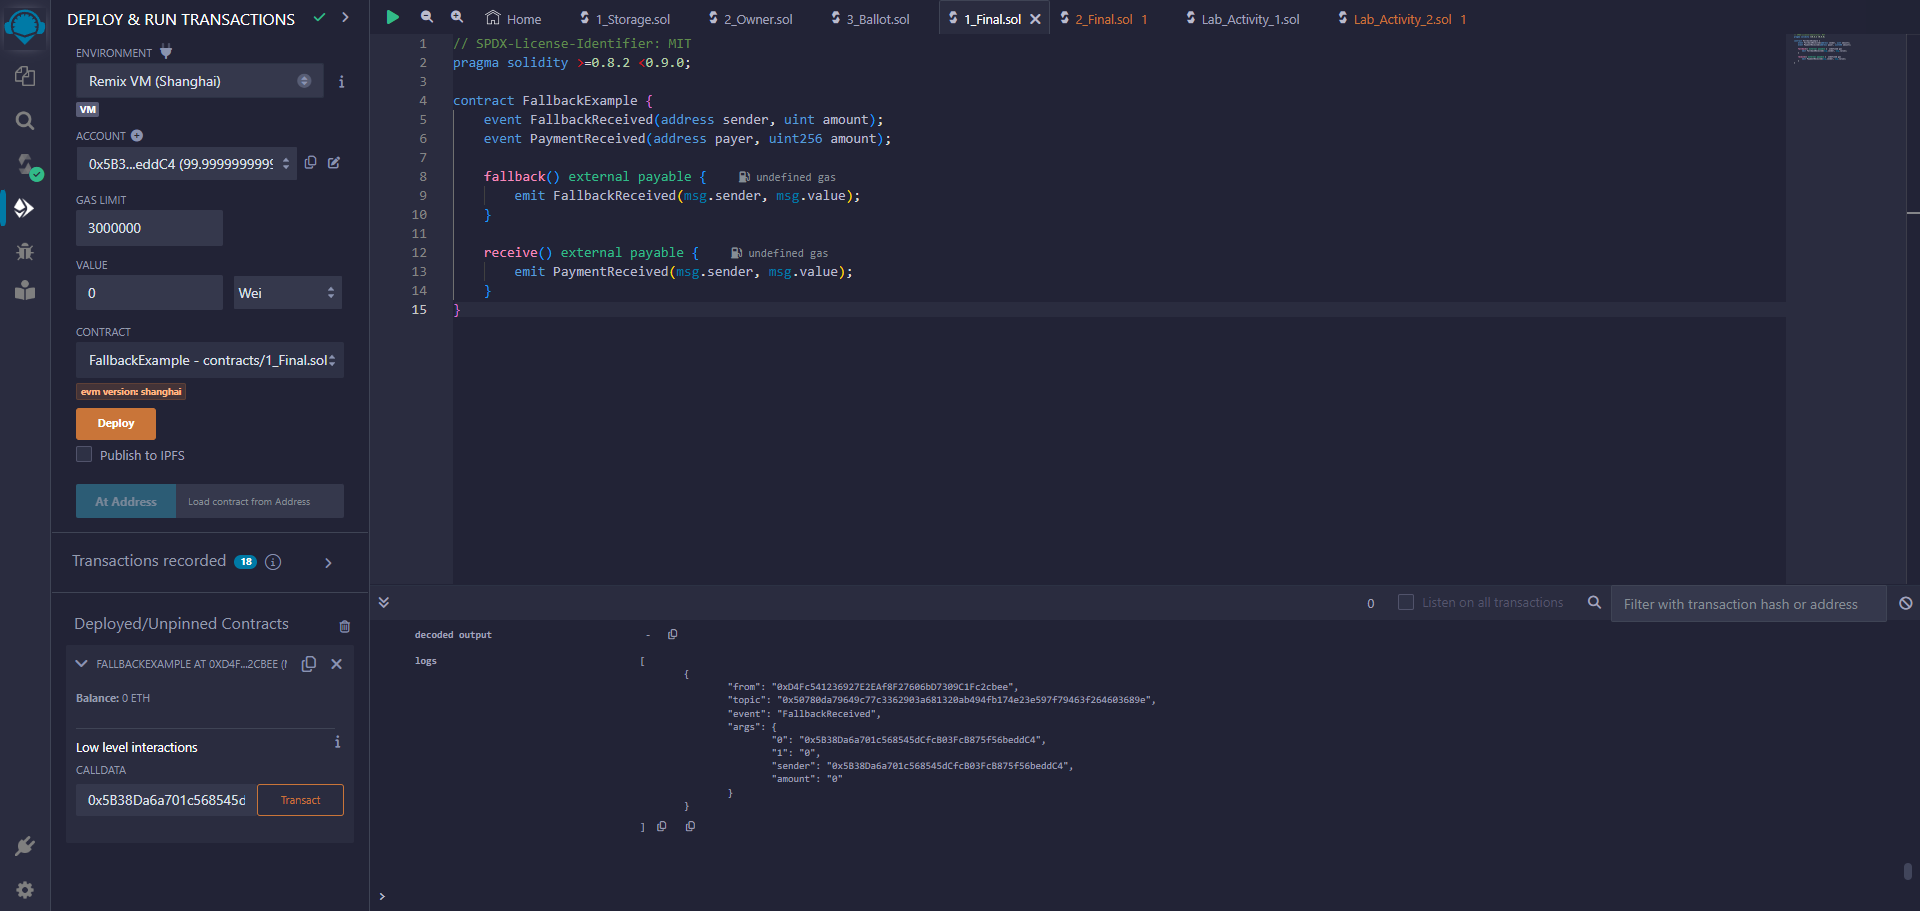 DEPLOY & RUN TRANSACTIONS
ENVIRONMENT
Remix VM (Shanghai)
VM
ACCOUNT
0x5B3...eddC4 (99.9999999999
GAS LIMIT
3000000
VALUE
0
Wei
CONTRACT
FallbackExample - contracts/1_Final.sol
evm version: shanghai
Deploy
Publish to IPFS
At Address
Load contract from Address
Transactions recorded 18
Deployed/Unpinned Contracts
FALLBACKEXAMPLE AT 0XD4F...2CBEE (
Balance: 0 ETH
Low level interactions
CALLDATA
0x5B38Da6a701c568545d
Transact
Home
1_Storage.sol
2_Owner.sol
3_Ballot.sol
1_Final.sol
2_Final.sol 1
Lab_Activity_1.sol
Lab_Activity_2.sol 1
1 // SPDX-License-Identifier: MIT
2 pragma solidity >=0.8.2 <0.9.0;
3
4 contract FallbackExample {
5 event FallbackReceived(address sender, uint amount);
6 event PaymentReceived(address payer, uint256 amount);
7
8 fallback() external payable { undefined gas
9 emit FallbackReceived(msg.sender, msg.value);
10 }
11
12 receive() external payable { undefined gas
13 emit PaymentReceived(msg.sender, msg.value);
14 }
15 }
0
Listen on all transactions
Filter with transaction hash or address
decoded output -
logs [
{
"from": "0xD4Fc541236927E2EAf8F27606bD7309C1Fc2cbee",
"topic": "0x50780da79649c77c3362903a681320ab494fb174e23e597f79463f264603689e",
"event": "FallbackReceived",
"args": {
"0": "0x5B38Da6a701c568545dCfcB03FcB875f56beddC4",
"1": "0",
"sender": "0x5B38Da6a701c568545dCfcB03FcB875f56beddC4",
"amount": "0"
}
}
]
>